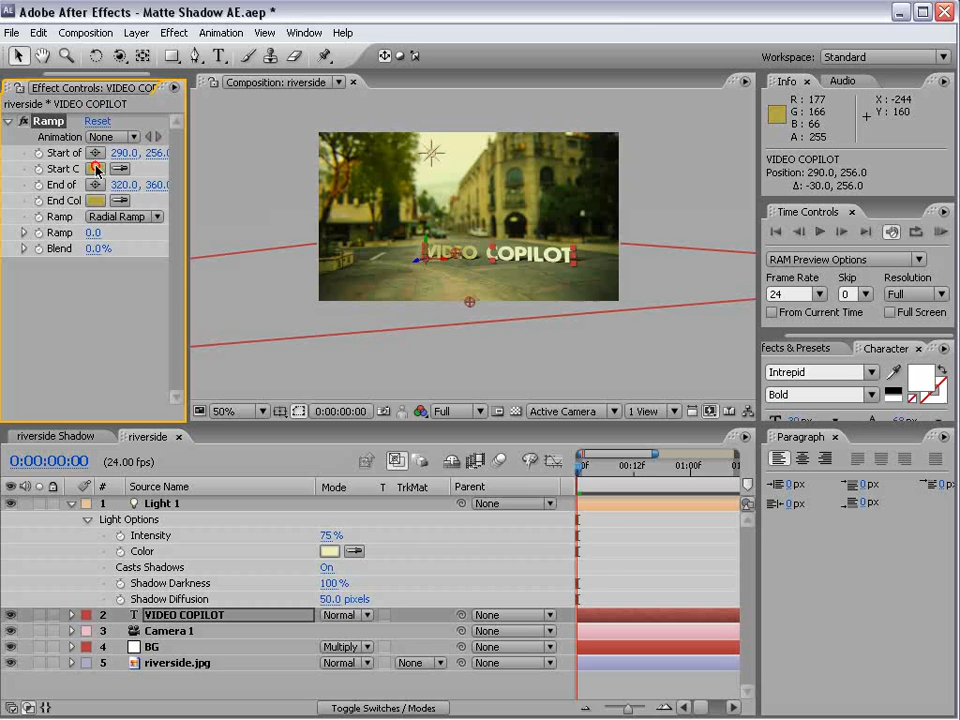 Adobe After Effects - Matte Shadow AE.aep *
File Edit Composition Layer Effect Animation View Window Help
Workspace: Standard
Effect Controls: VIDEO COP
riverside * VIDEO COPILOT
fx Ramp Reset
Animation None
Start of 290.0, 256.0
Start C
End of 320.0, 360.0
End Col
Ramp Radial Ramp
Ramp 0.0
Blend 0.0%
Composition: riverside
VIDEO COPILOT
50% 0:00:00:00 Full Active Camera 1 View
Info Audio
R: 177
G: 166
B: 66
A: 255
X: -244
Y: 160
VIDEO COPILOT
Position: 290.0, 256.0
Δ: -30.0, 256.0
Time Controls
RAM Preview Options
Frame Rate Skip Resolution
24 0 Full
From Current Time Full Screen
fects & Presets Character
Intrepid
Bold
Paragraph
0 px 0 px 0 px
0 px 0 px
riverside Shadow riverside
0:00:00:00 (24.00 fps)
# Source Name Mode T TrkMat Parent
00:12f 01:00f
1 Light 1 None
Light Options
Intensity 75%
Color
Casts Shadows On
Shadow Darkness 100%
Shadow Diffusion 50.0 pixels
2 T VIDEO COPILOT Normal None
3 Camera 1 None
4 BG Multiply None
5 riverside.jpg Normal None None
Toggle Switches / Modes